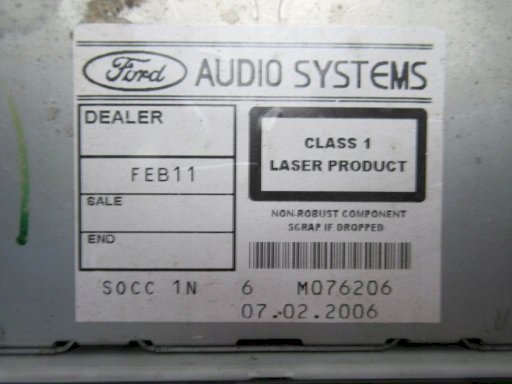 Ford AUDIO SYSTEMS
DEALER
FEB11
SALE
END
CLASS 1
LASER PRODUCT
NON-ROBUST COMPONENT
SCRAP IF DROPPED
SOCC 1N 6 M076206
07.02.2006